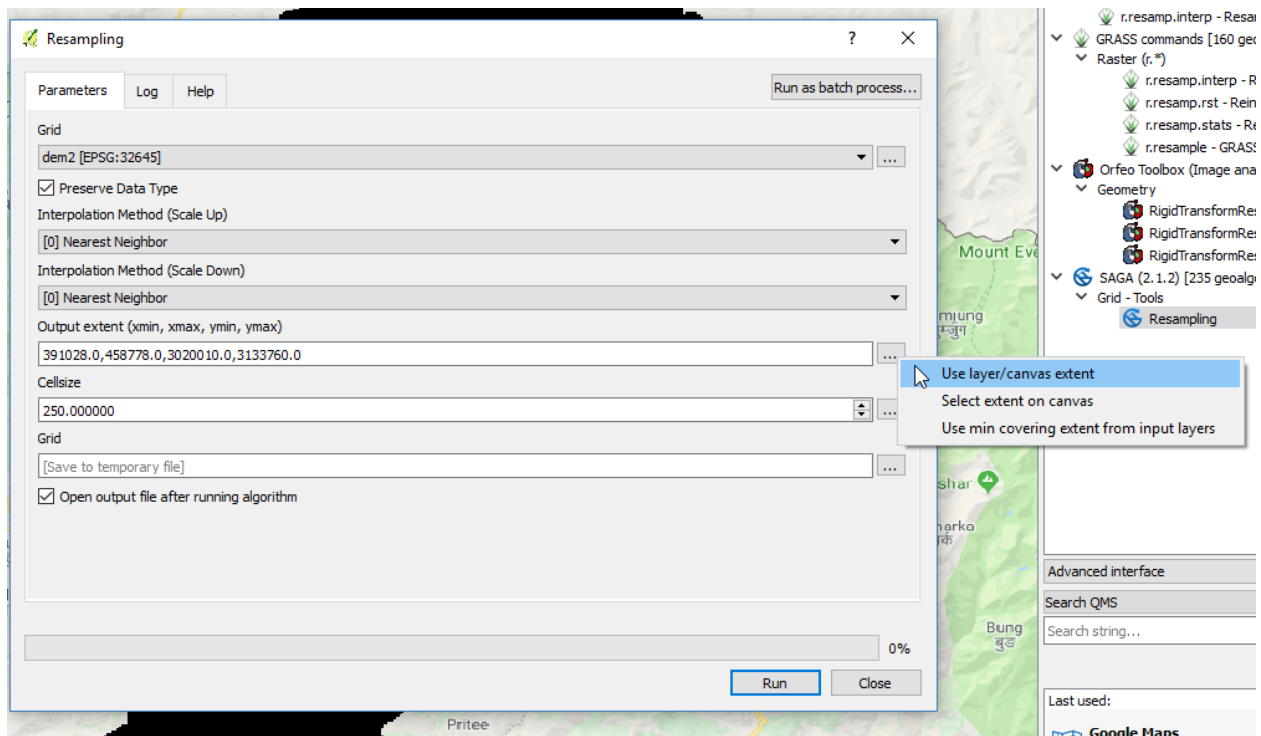 Resampling
?
Parameters
Log
Help
Run as batch process...
Grid
dem2 [EPSG:32645]
...
Preserve Data Type
Interpolation Method (Scale Up)
[0] Nearest Neighbor
Interpolation Method (Scale Down)
[0] Nearest Neighbor
Output extent (xmin, xmax, ymin, ymax)
391028.0,458778.0,3020010.0,3133760.0
...
Cellsize
250.000000
...
Grid
[Save to temporary file]
...
Open output file after running algorithm
0%
Run
Close
Use layer/canvas extent
Select extent on canvas
Use min covering extent from input layers
Mount Eve
mjung
shar
Bung
बुङ
Pritee
r.resamp.interp - Resa
GRASS commands [160 geo
Raster (r.*)
r.resamp.interp - R
r.resamp.rst - Rein
r.resamp.stats - Re
r.resample - GRASS
Orfeo Toolbox (Image ana
Geometry
RigidTransformRes
RigidTransformRes
RigidTransformRes
SAGA (2.1.2) [235 geoalgo
Grid - Tools
Resampling
Advanced interface
Search QMS
Search string...
Last used:
Google Maps